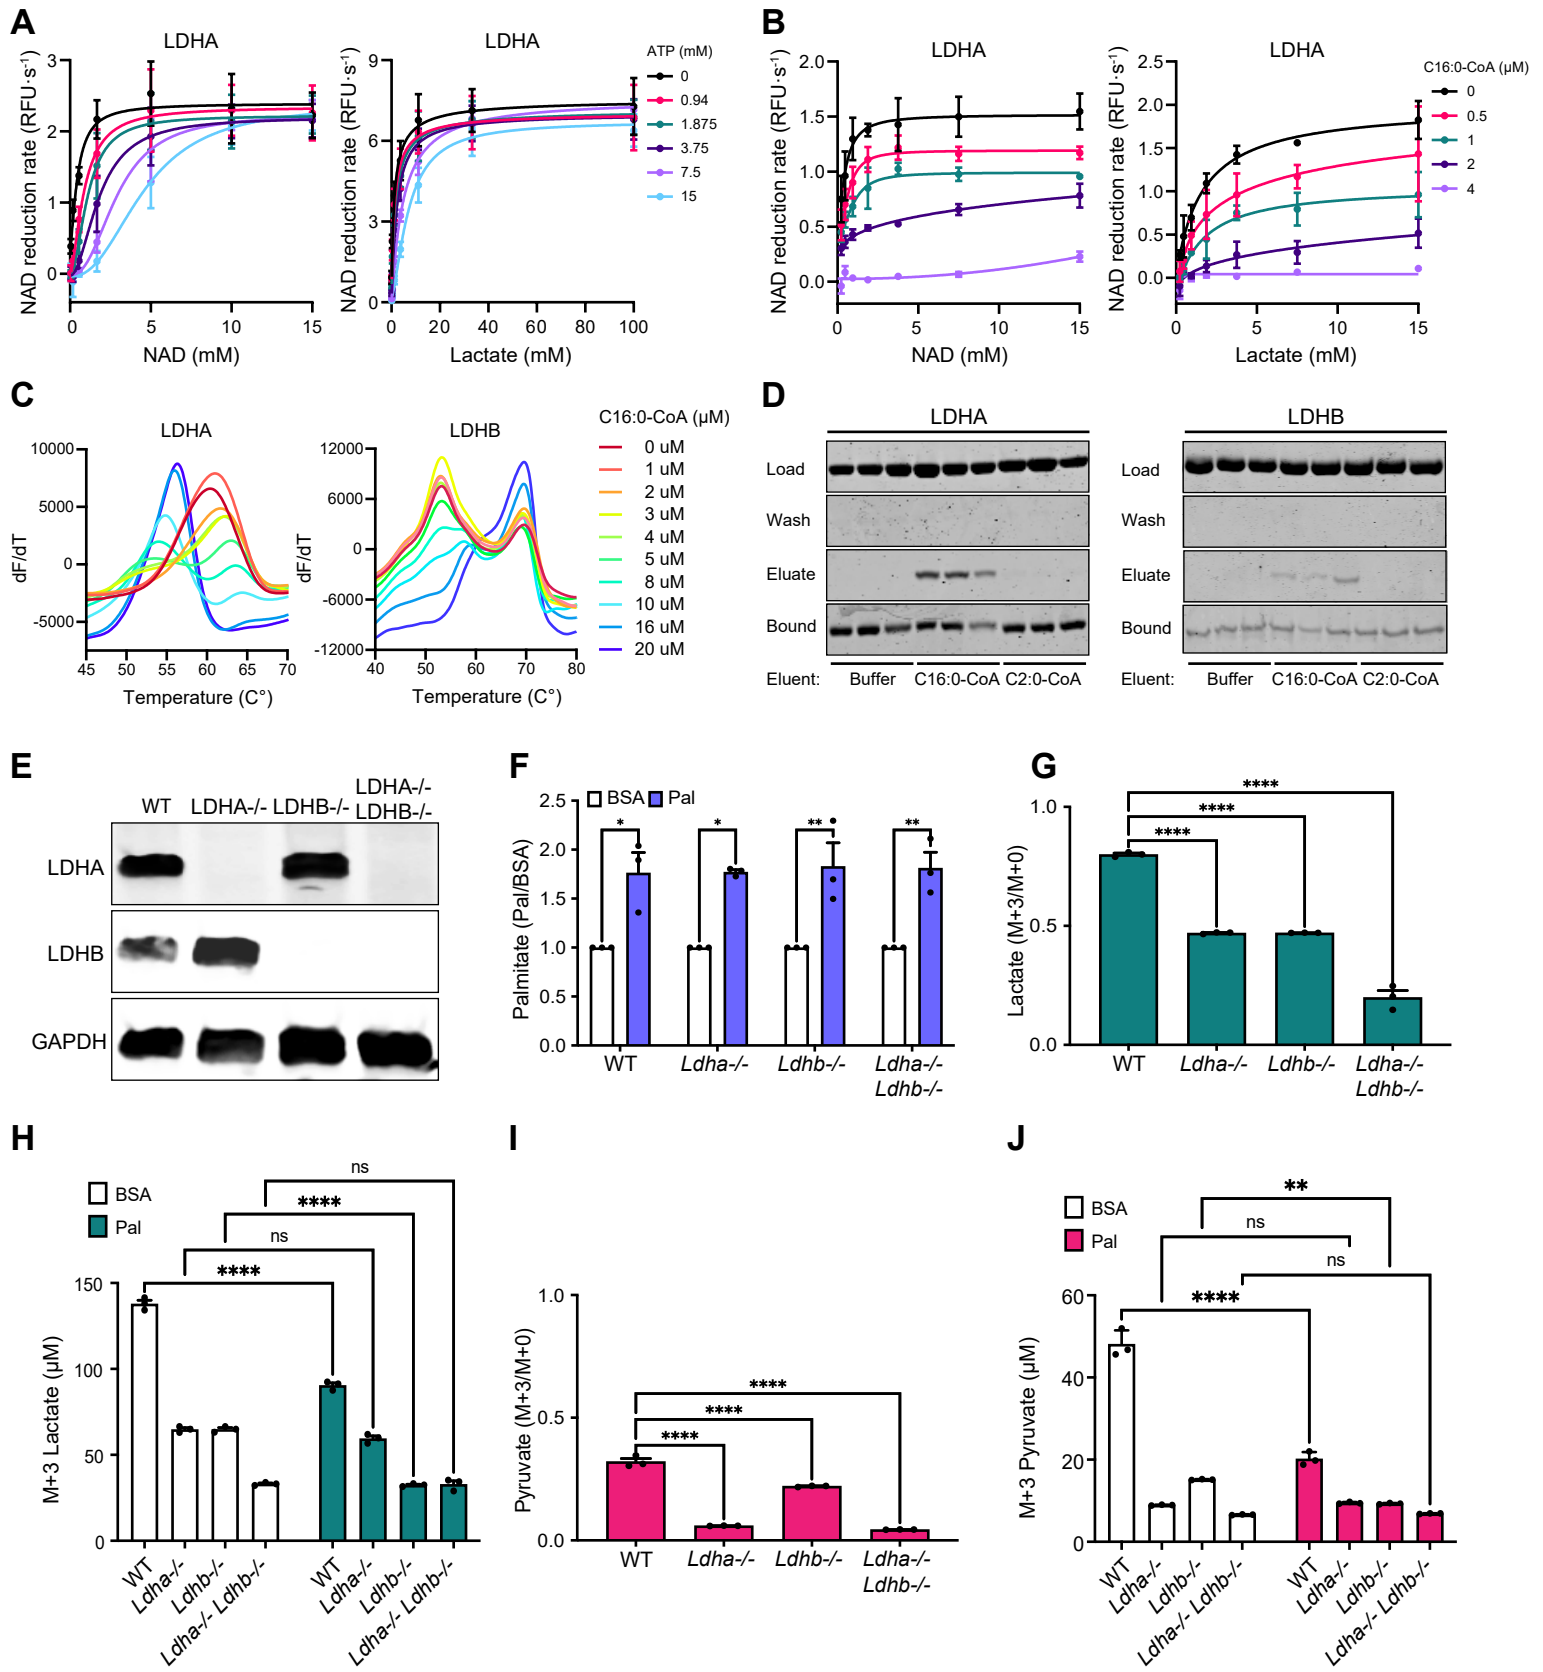 A
LDHA
NAD reduction rate (RFU·s⁻¹)
3
2
1
0
0
5
10
15
NAD (mM)
LDHA
NAD reduction rate (RFU·s⁻¹)
9
6
3
0
0
20
40
60
80
100
Lactate (mM)
ATP (mM)
0
0.94
1.875
3.75
7.5
15
B
LDHA
NAD reduction rate (RFU·s⁻¹)
2.0
1.5
1.0
0.5
0.0
0
5
10
15
NAD (mM)
LDHA
NAD reduction rate (RFU·s⁻¹)
2.5
2.0
1.5
1.0
0.5
0.0
0
5
10
15
Lactate (mM)
C16:0-CoA (µM)
0
0.5
1
2
4
C
LDHA
dF/dT
10000
5000
0
-5000
45
50
55
60
65
70
Temperature (C°)
LDHB
dF/dT
12000
6000
0
-6000
-12000
40
50
60
70
80
Temperature (C°)
C16:0-CoA (µM)
0 uM
1 uM
2 uM
3 uM
4 uM
5 uM
8 uM
10 uM
16 uM
20 uM
D
LDHA
Load
Wash
Eluate
Bound
Eluent: Buffer C16:0-CoA C2:0-CoA
LDHB
Load
Wash
Eluate
Bound
Eluent: Buffer C16:0-CoA C2:0-CoA
E
WT LDHA-/- LDHB-/- LDHA-/-
LDHB-/-
LDHA
LDHB
GAPDH
F
BSA Pal
Palmitate (Pal/BSA)
2.5
2.0
1.5
1.0
0.5
0.0
* * ** **
WT Ldha-/- Ldhb-/- Ldha-/-
Ldhb-/-
G
Lactate (M+3/M+0)
1.0
0.5
0.0
****
****
****
WT Ldha-/- Ldhb-/- Ldha-/-
Ldhb-/-
H
BSA
Pal
ns
****
ns
****
M+3 Lactate (µM)
150
100
50
0
WT
Ldha-/-
Ldhb-/-
Ldha-/- Ldhb-/-
WT
Ldha-/-
Ldhb-/-
Ldha-/- Ldhb-/-
I
Pyruvate (M+3/M+0)
1.0
0.5
0.0
****
****
****
WT Ldha-/- Ldhb-/- Ldha-/-
Ldhb-/-
J
BSA
Pal
**
ns
ns
****
M+3 Pyruvate (µM)
60
40
20
0
WT
Ldha-/-
Ldhb-/-
Ldha-/- Ldhb-/-
WT
Ldha-/-
Ldhb-/-
Ldha-/- Ldhb-/-